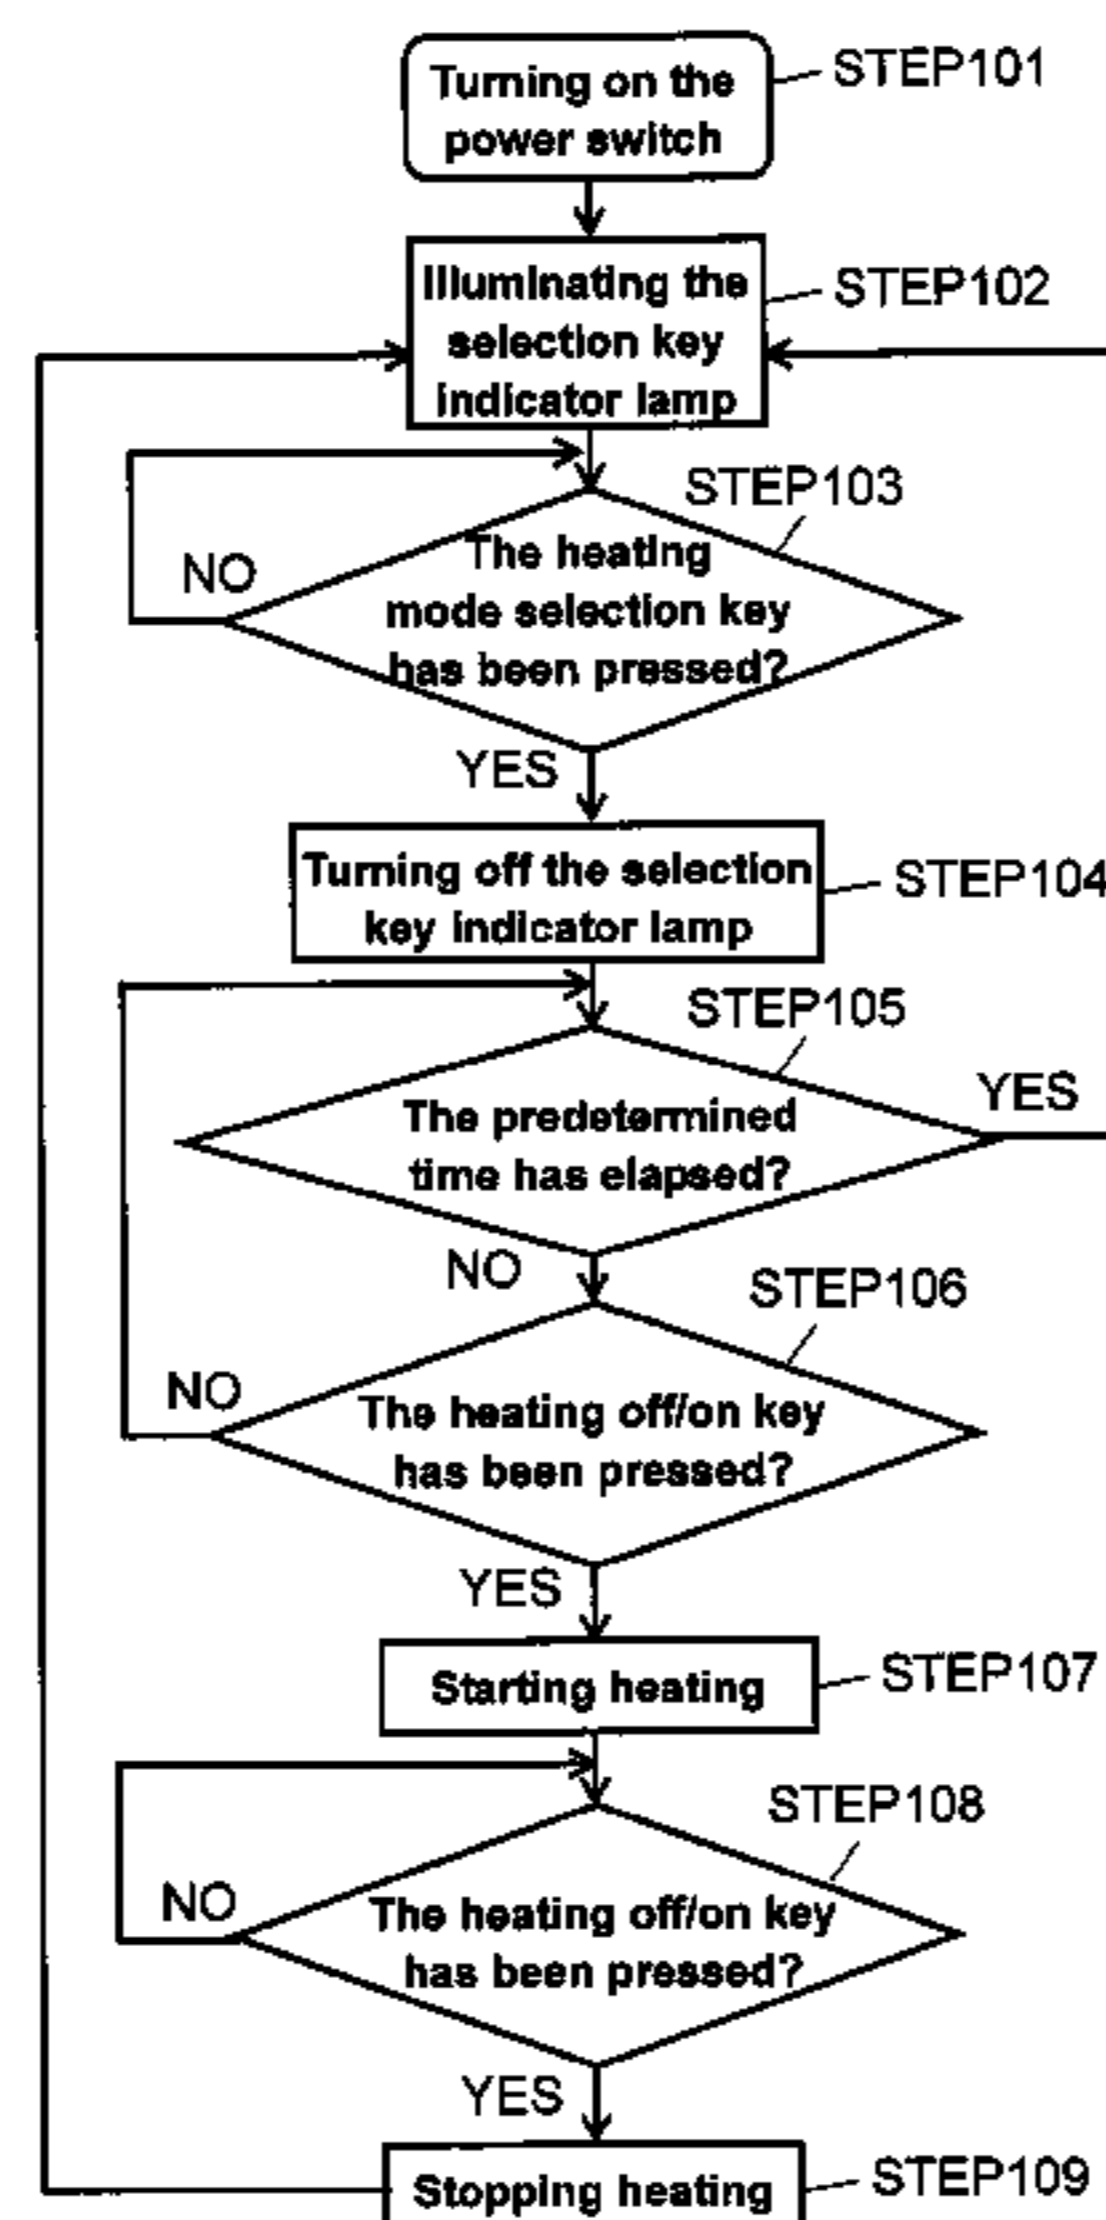 Turning on the
power switch
STEP101
Illuminating the
selection key
indicator lamp
STEP102
STEP103
The heating
mode selection key
has been pressed?
NO
YES
Turning off the selection
key indicator lamp
STEP104
STEP105
The predetermined
time has elapsed?
YES
NO
STEP106
The heating off/on key
has been pressed?
NO
YES
Starting heating
STEP107
STEP108
The heating off/on key
has been pressed?
NO
YES
Stopping heating
STEP109